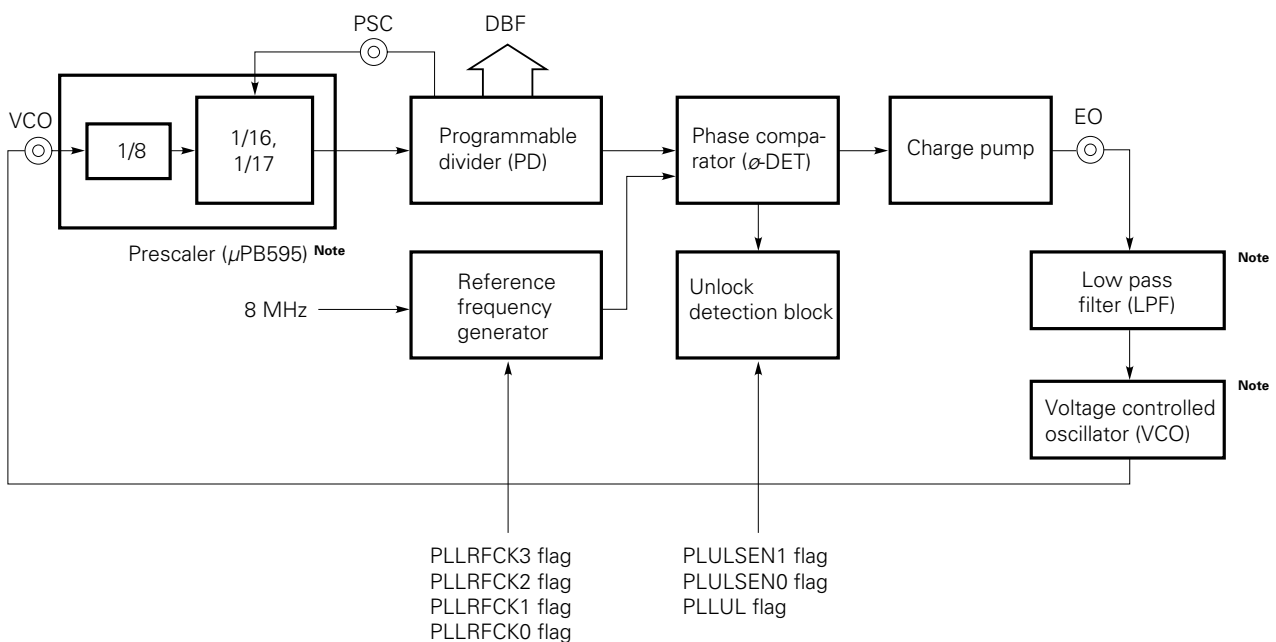 PSC
DBF
VCO
1/8
1/16,
1/17
Programmable
divider (PD)
Phase compa-
rator (ø-DET)
Charge pump
EO
Prescaler (µPB595) Note
8 MHz
Reference
frequency
generator
Unlock
detection block
Note
Low pass
filter (LPF)
Note
Voltage controlled
oscillator (VCO)
PLLRFCK3 flag
PLLRFCK2 flag
PLLRFCK1 flag
PLLRFCK0 flag
PLULSEN1 flag
PLULSEN0 flag
PLLUL flag